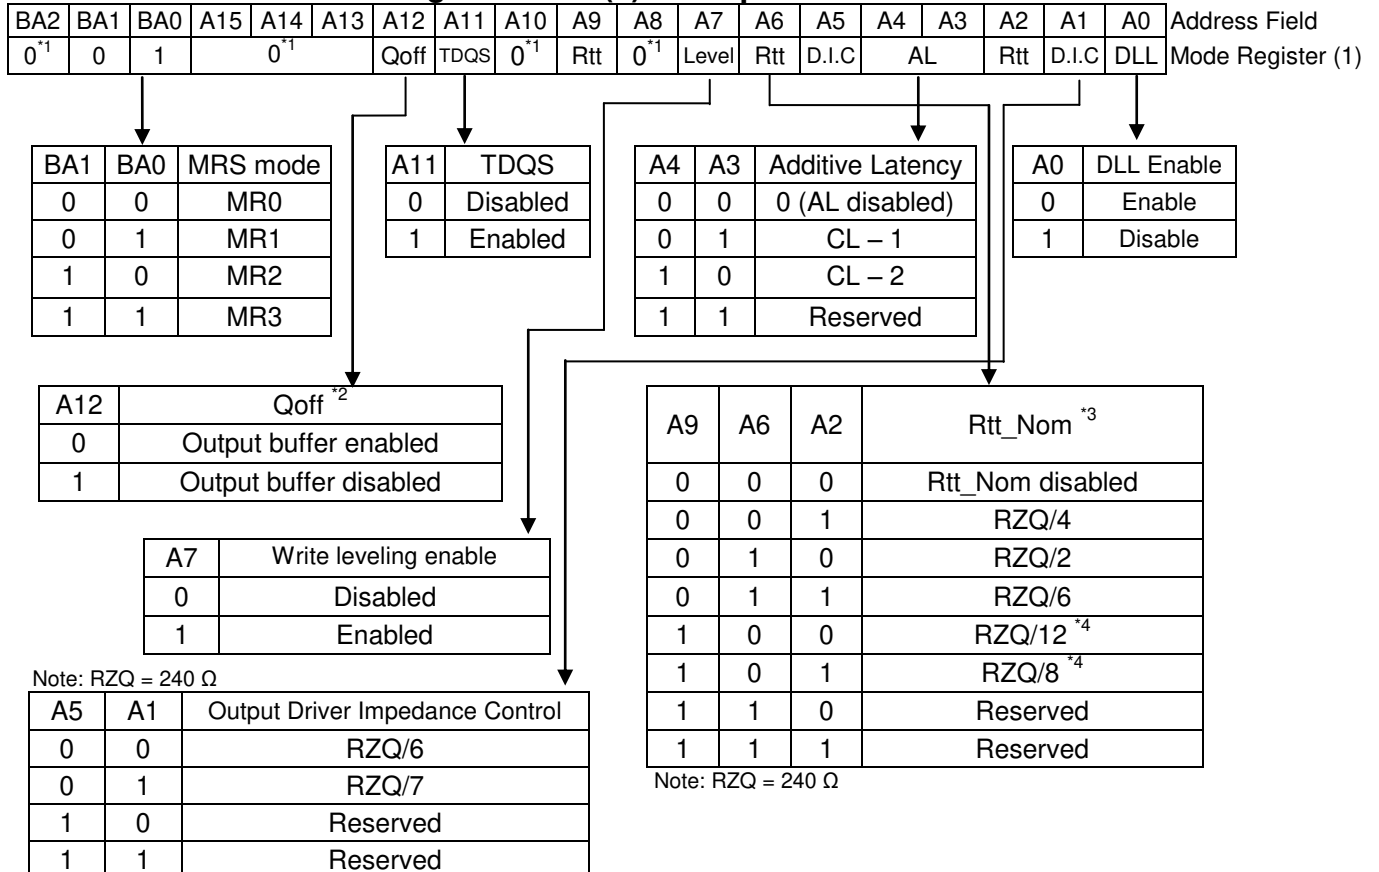 BA2 BA1 BA0 A15 A14 A13 A12 A11 A10 A9 A8 A7 A6 A5 A4 A3 A2 A1 A0 Address Field
0*1 0 1 0*1 Qoff TDQS 0*1 Rtt 0*1 Level Rtt D.I.C AL Rtt D.I.C DLL Mode Register (1)
BA1 BA0 MRS mode
0 0 MR0
0 1 MR1
1 0 MR2
1 1 MR3
A11 TDQS
0 Disabled
1 Enabled
A4 A3 Additive Latency
0 0 0 (AL disabled)
0 1 CL – 1
1 0 CL – 2
1 1 Reserved
A0 DLL Enable
0 Enable
1 Disable
A12 Qoff *2
0 Output buffer enabled
1 Output buffer disabled
A9 A6 A2 Rtt_Nom *3
0 0 0 Rtt_Nom disabled
0 0 1 RZQ/4
0 1 0 RZQ/2
0 1 1 RZQ/6
1 0 0 RZQ/12 *4
1 0 1 RZQ/8 *4
1 1 0 Reserved
1 1 1 Reserved
Note: RZQ = 240 Ω
A7 Write leveling enable
0 Disabled
1 Enabled
Note: RZQ = 240 Ω
A5 A1 Output Driver Impedance Control
0 0 RZQ/6
0 1 RZQ/7
1 0 Reserved
1 1 Reserved